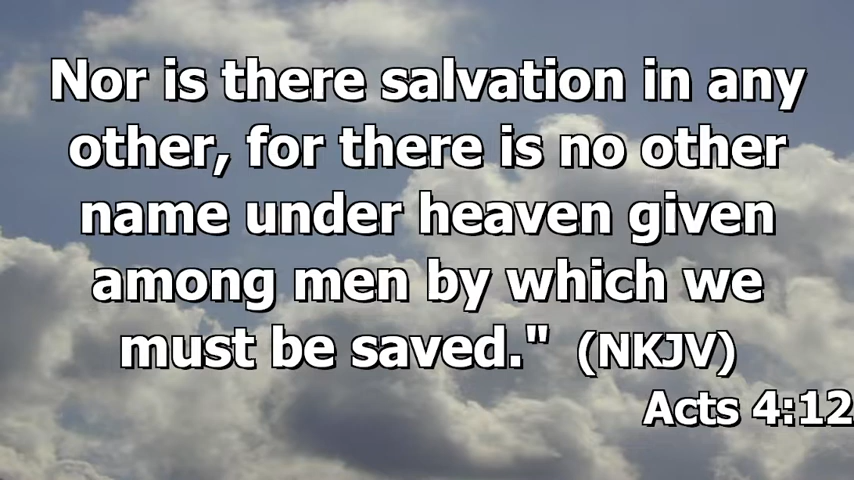 Nor is there salvation in any
other, for there is no other
name under heaven given
among men by which we
must be saved." (NKJV)
Acts 4:12